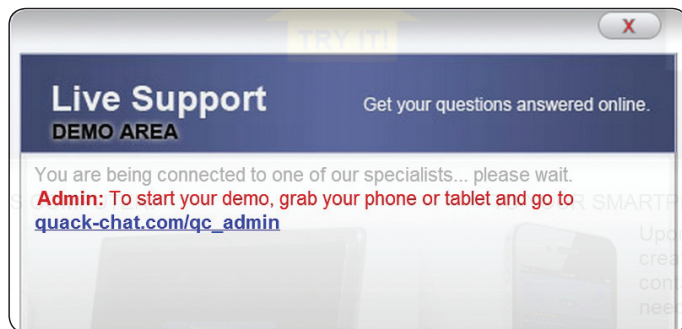 X
TRY IT!
Live Support
Get your questions answered online.
DEMO AREA
You are being connected to one of our specialists... please wait.
Admin: To start your demo, grab your phone or tablet and go to
quack-chat.com/qc_admin